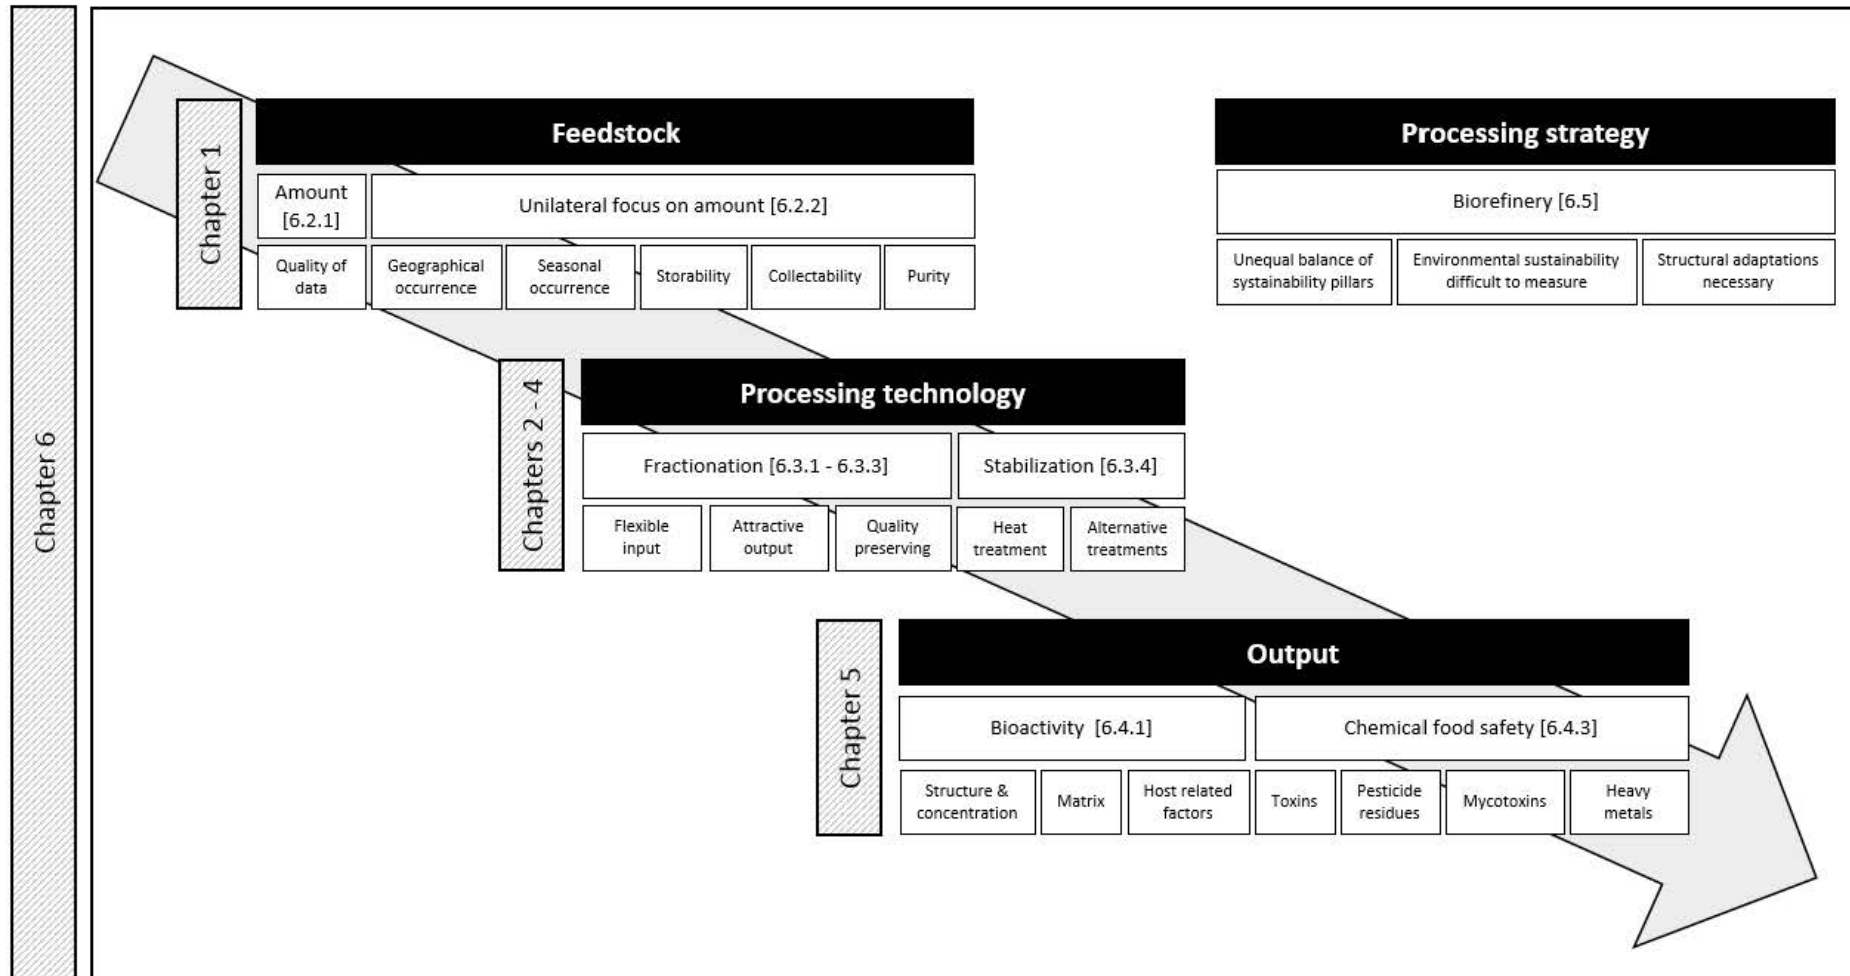 Chapter 6
Chapter 1
Feedstock
Amount
[6.2.1]
Unilateral focus on amount [6.2.2]
Quality of
data
Geographical
occurrence
Seasonal
occurrence
Storability
Collectability
Purity
Processing strategy
Biorefinery [6.5]
Unequal balance of
systainability pillars
Environmental sustainability
difficult to measure
Structural adaptations
necessary
Chapters 2 - 4
Processing technology
Fractionation [6.3.1 - 6.3.3]
Stabilization [6.3.4]
Flexible
input
Attractive
output
Quality
preserving
Heat
treatment
Alternative
treatments
Chapter 5
Output
Bioactivity [6.4.1]
Chemical food safety [6.4.3]
Structure &
concentration
Matrix
Host related
factors
Toxins
Pesticide
residues
Mycotoxins
Heavy
metals